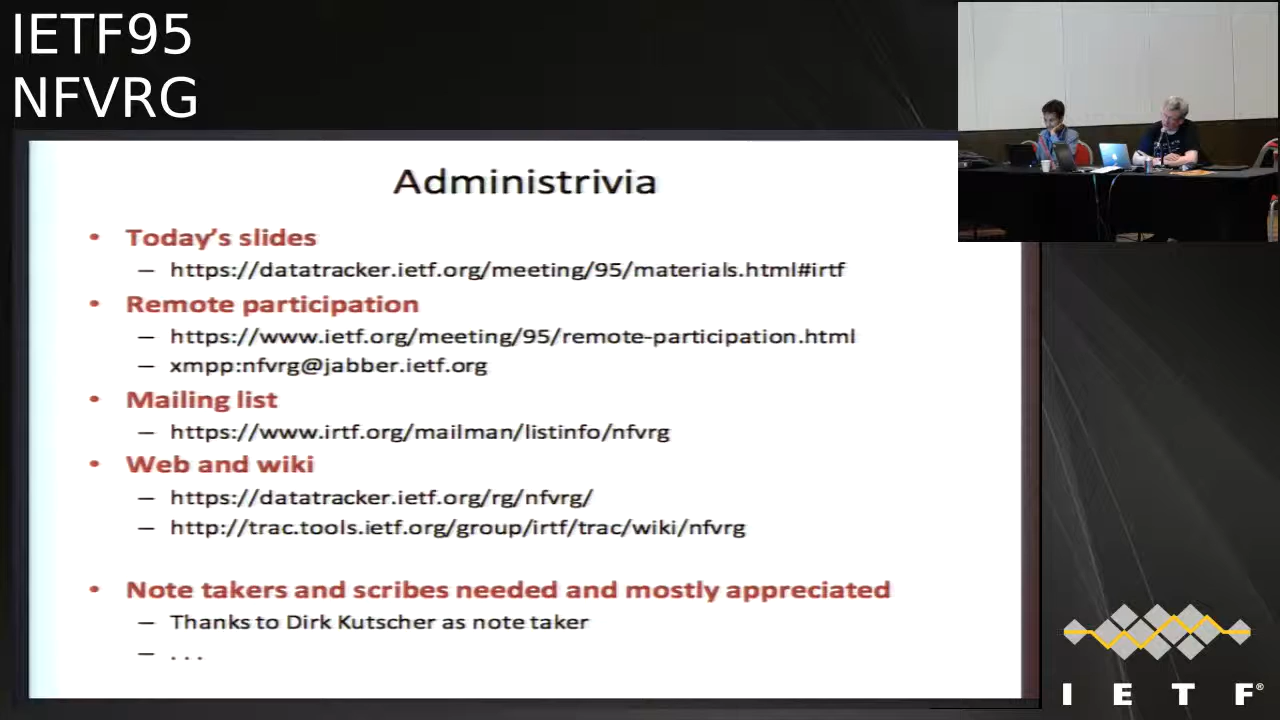 IETF95
NFVRG
Administrivia
• Today's slides
– https://datatracker.ietf.org/meeting/95/materials.html#irtf
• Remote participation
– https://www.ietf.org/meeting/95/remote-participation.html
– xmpp:nfvrg@jabber.ietf.org
• Mailing list
– https://www.irtf.org/mailman/listinfo/nfvrg
• Web and wiki
– https://datatracker.ietf.org/rg/nfvrg/
– http://trac.tools.ietf.org/group/irtf/trac/wiki/nfvrg
• Note takers and scribes needed and mostly appreciated
– Thanks to Dirk Kutscher as note taker
– . . .
I E T F®